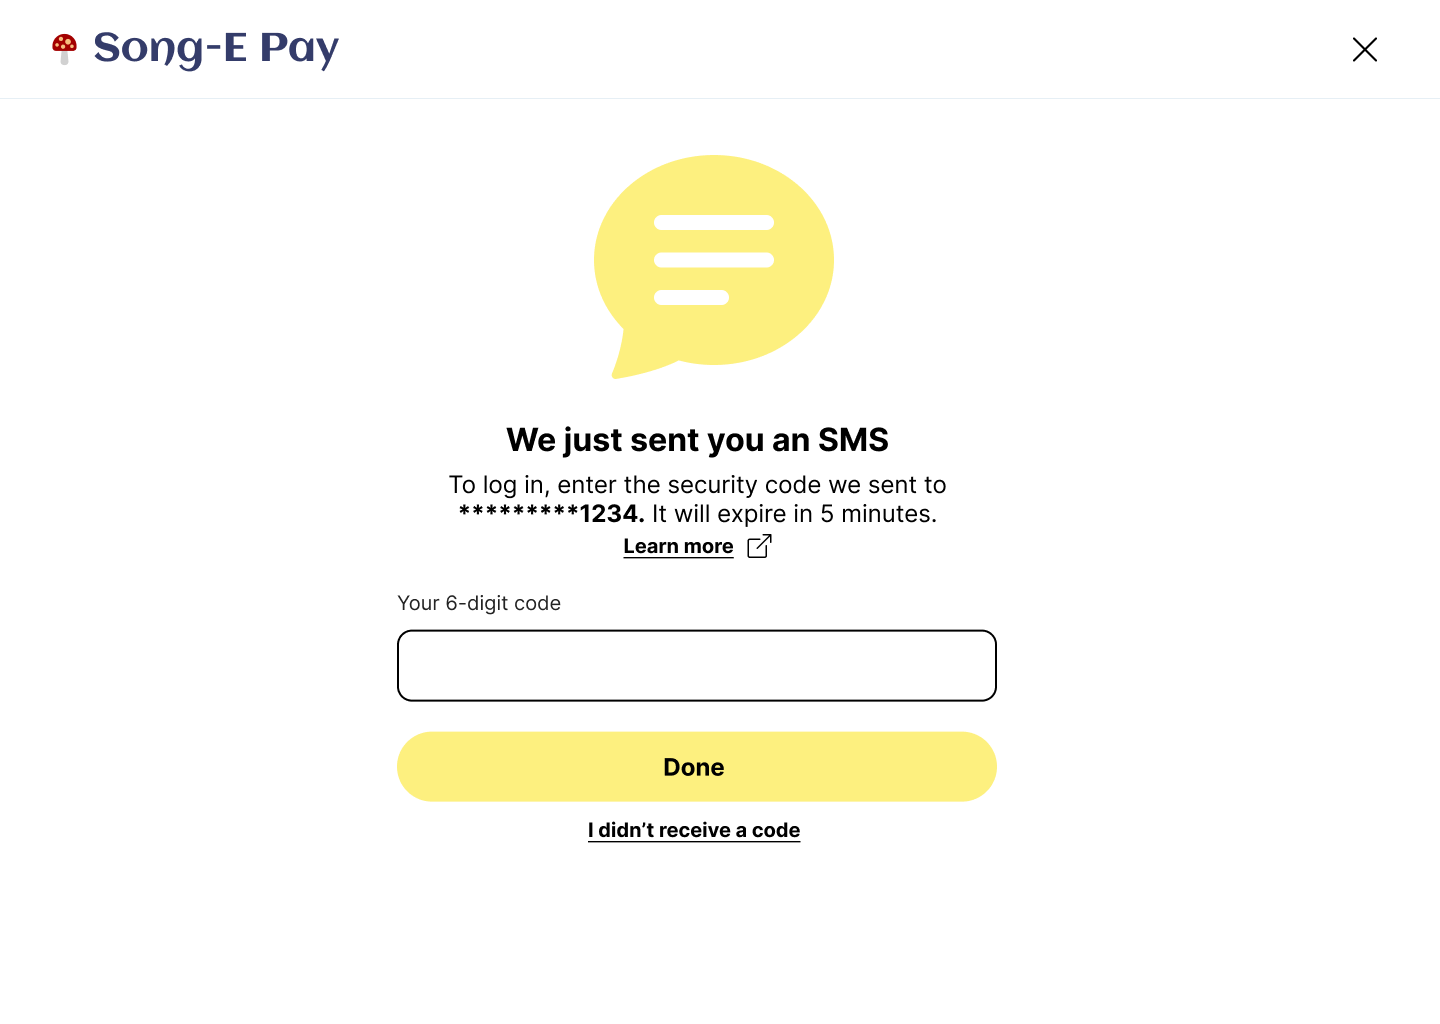 Song-E Pay
We just sent you an SMS
To log in, enter the security code we sent to
*********1234. It will expire in 5 minutes.
Learn more
Your 6-digit code
Done
I didn’t receive a code